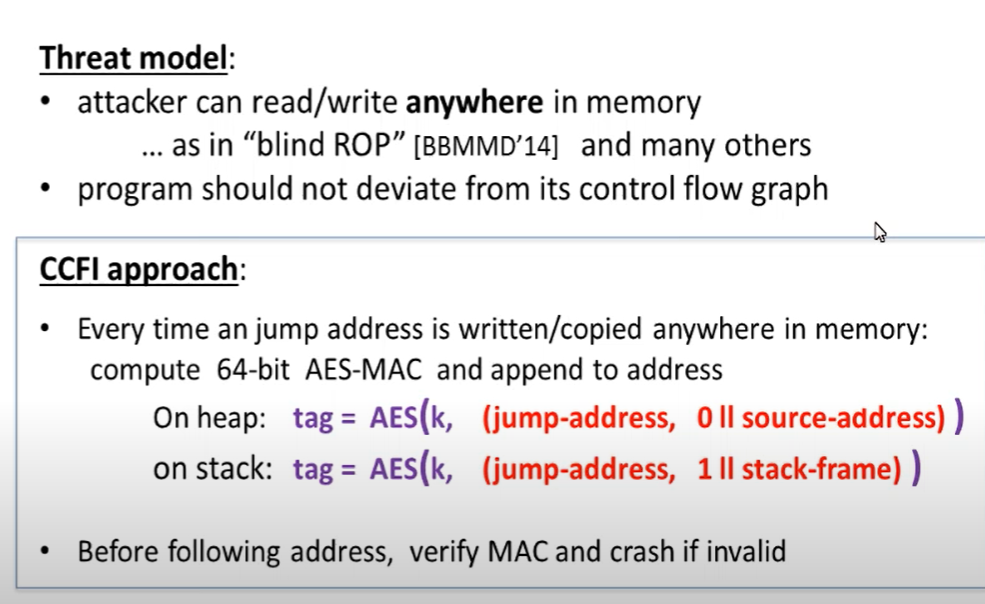 Threat model:
• attacker can read/write anywhere in memory
... as in “blind ROP” [BBMMD’14] and many others
• program should not deviate from its control flow graph
CCFI approach:
• Every time an jump address is written/copied anywhere in memory:
compute 64-bit AES-MAC and append to address
On heap: tag = AES(k, (jump-address, 0 ll source-address) )
on stack: tag = AES(k, (jump-address, 1 ll stack-frame) )
• Before following address, verify MAC and crash if invalid